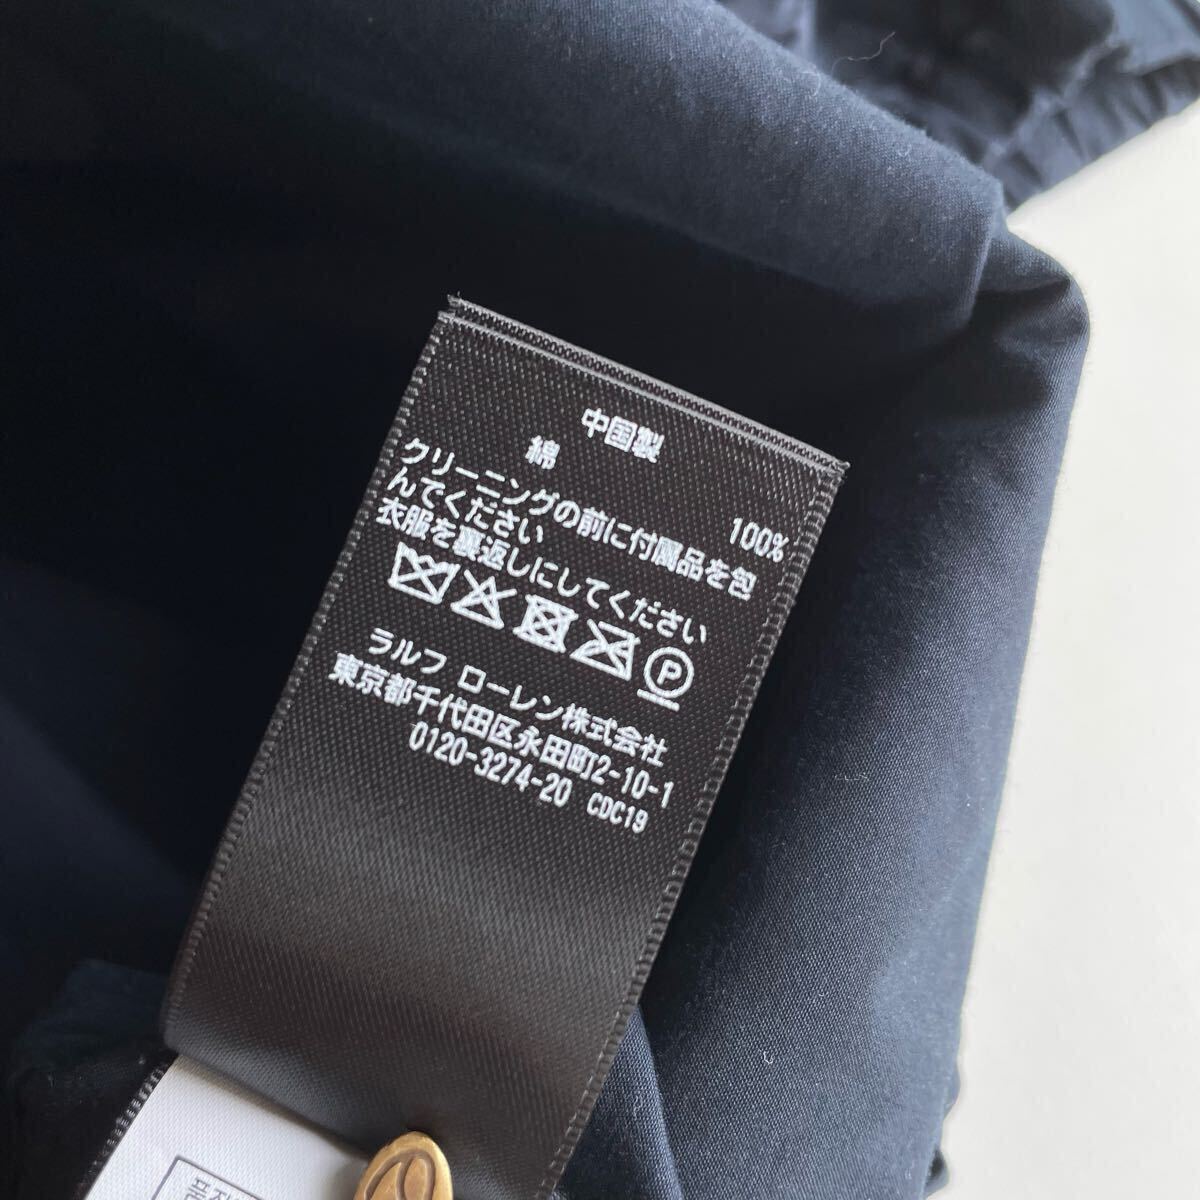 中国製
綿 100%
クリーニングの前に付属品を包
んでください
衣服を裏返しにしてください
P
ラルフ ローレン株式会社
東京都千代田区永田町2-10-1
0120-3274-20 CDC19